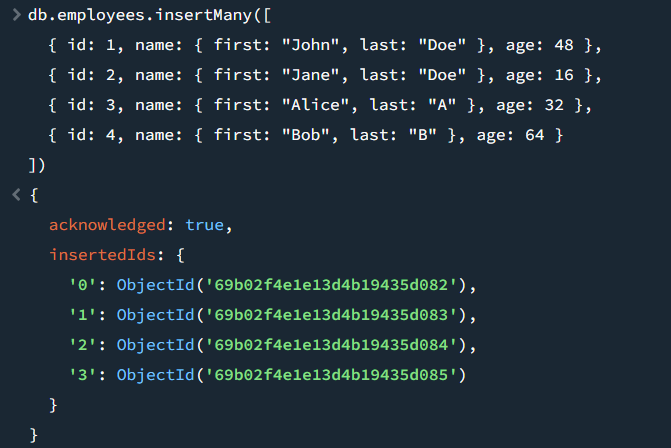 > db.employees.insertMany([
{ id: 1, name: { first: "John", last: "Doe" }, age: 48 },
{ id: 2, name: { first: "Jane", last: "Doe" }, age: 16 },
{ id: 3, name: { first: "Alice", last: "A" }, age: 32 },
{ id: 4, name: { first: "Bob", last: "B" }, age: 64 }
])
< {
acknowledged: true,
insertedIds: {
'0': ObjectId('69b02f4e1e13d4b19435d082'),
'1': ObjectId('69b02f4e1e13d4b19435d083'),
'2': ObjectId('69b02f4e1e13d4b19435d084'),
'3': ObjectId('69b02f4e1e13d4b19435d085')
}
}